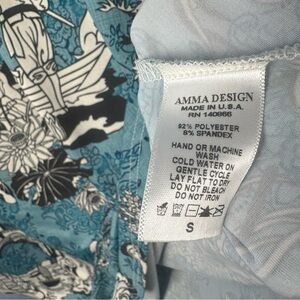 AMMA DESIGN
MADE IN U.S.A.
RN 140866
92% POLYESTER
8% SPANDEX
HAND OR MACHINE
WASH
COLD WATER ON
GENTLE CYCLE
LAY FLAT TO DRY
DO NOT BLEACH
DO NOT IRON
S